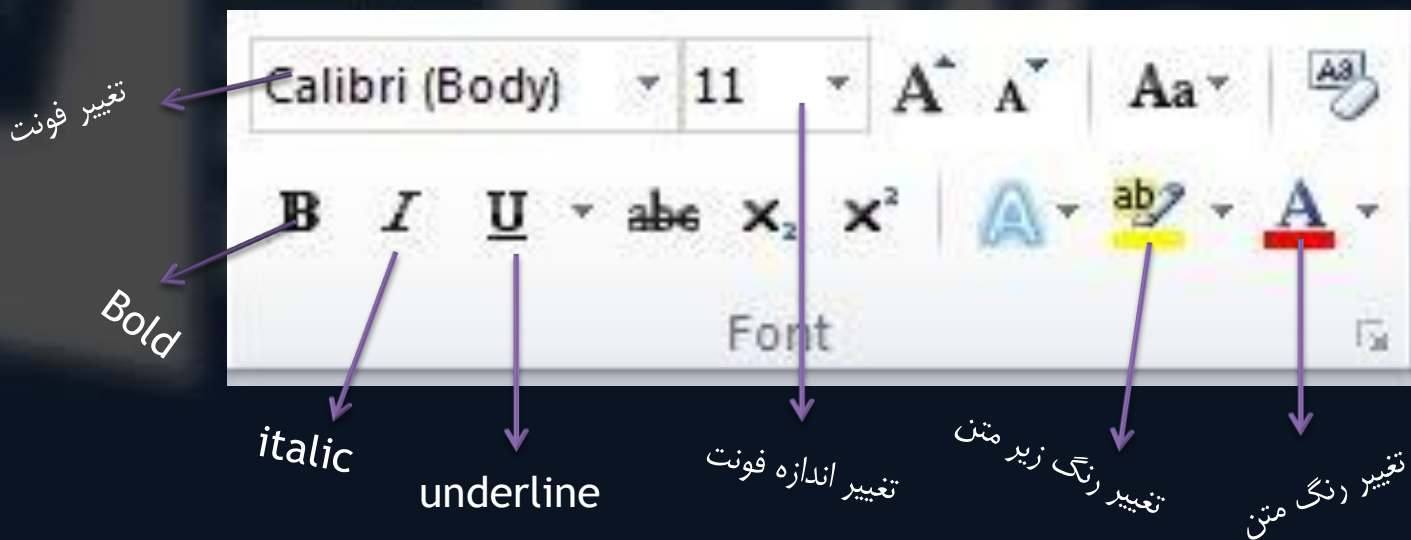 Calibri (Body) 11 A A Aa Aa
B I U abc x₂ x² A ab A
Font
تغییر فونت
Bold
italic
underline
تغییر اندازه فونت
تغییر رنگ زیر متن
تغییر رنگ متن